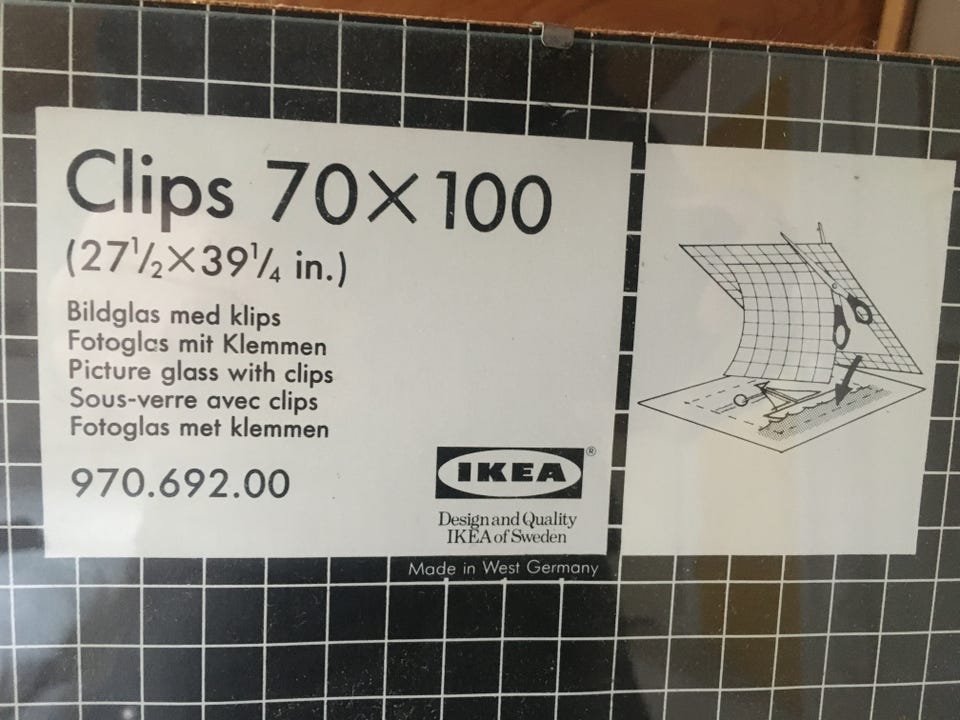 Clips 70×100
(27½×39¼ in.)
Bildglas med klips
Fotoglas mit Klemmen
Picture glass with clips
Sous-verre avec clips
Fotoglas met klemmen
970.692.00
IKEA®
Design and Quality
IKEA of Sweden
Made in West Germany